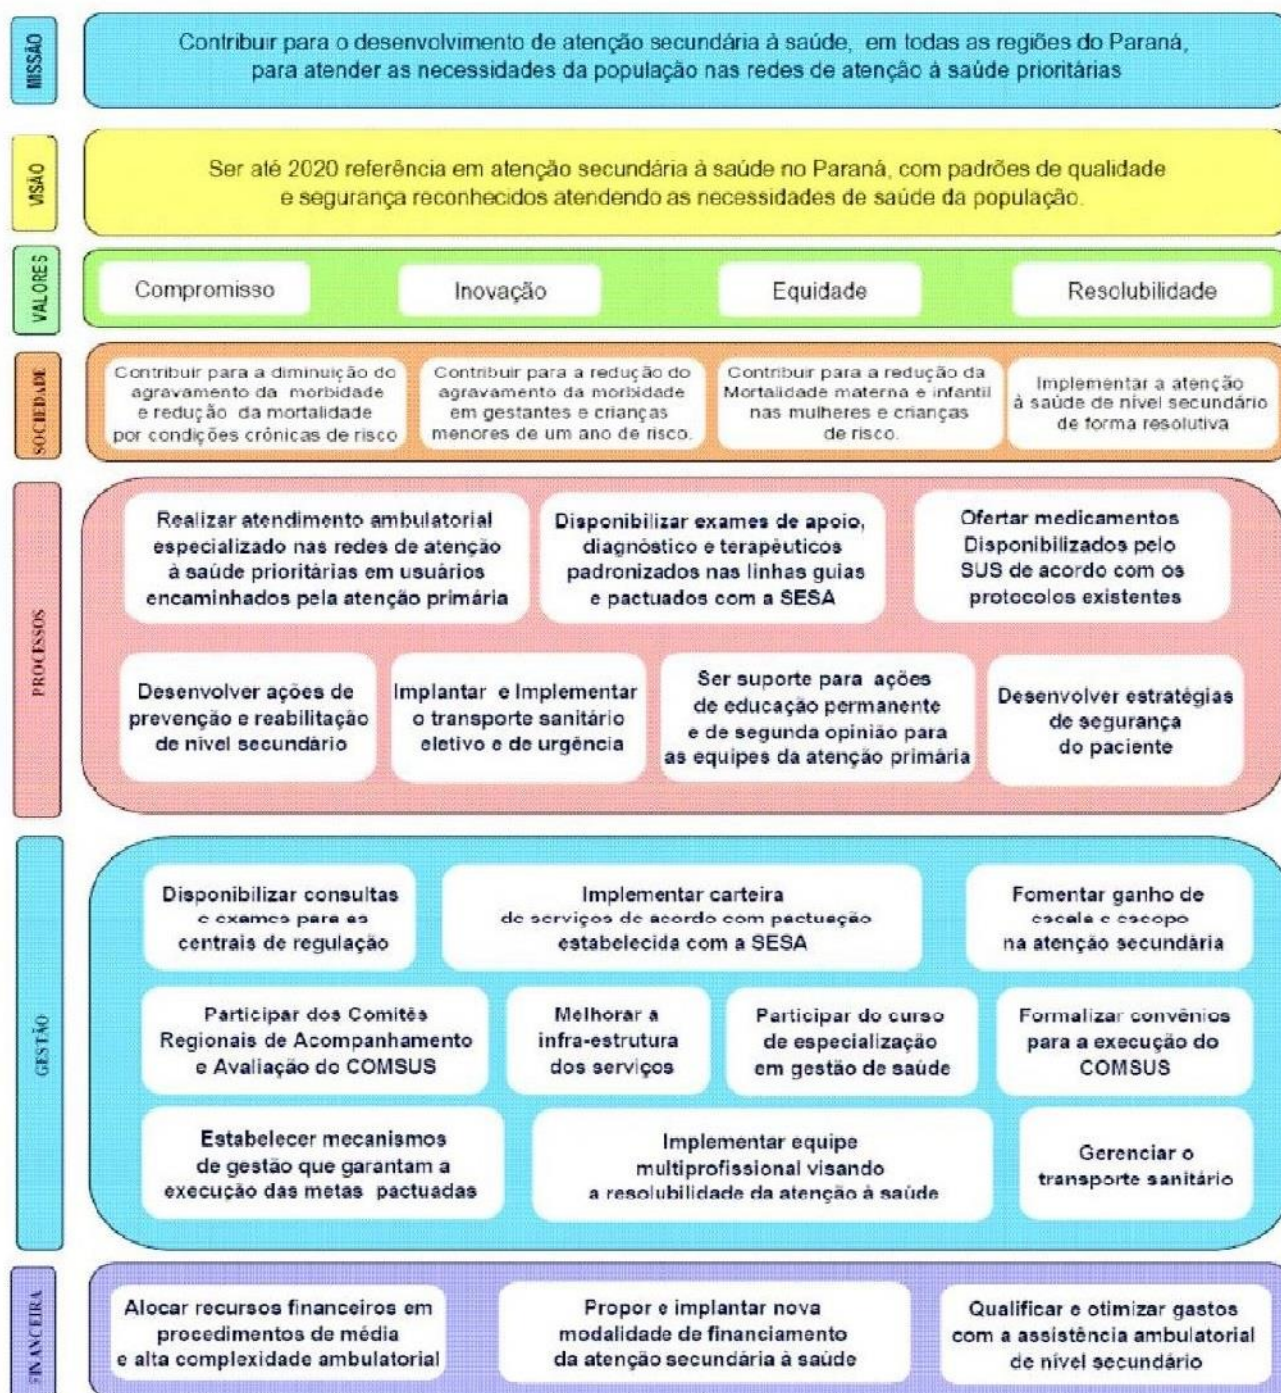 MISSÃO
Contribuir para o desenvolvimento de atenção secundária à saúde, em todas as regiões do Paraná,
para atender as necessidades da população nas redes de atenção à saúde prioritárias
VISÃO
Ser até 2020 referência em atenção secundária à saúde no Paraná, com padrões de qualidade
e segurança reconhecidos atendendo as necessidades de saúde da população.
VALORES
Compromisso
Inovação
Equidade
Resolubilidade
SOCIEDADE
Contribuir para a diminuição do
agravamento da morbidade
e redução da mortalidade
por condições crônicas de risco
Contribuir para a redução do
agravamento da morbidade
em gestantes e crianças
menores de um ano de risco.
Contribuir para a redução da
Mortalidade materna e infantil
nas mulheres e crianças
de risco.
Implementar a atenção
à saúde de nível secundário
de forma resolutiva
PROCESSOS
Realizar atendimento ambulatorial
especializado nas redes de atenção
à saúde prioritárias em usuários
encaminhados pela atenção primária
Disponibilizar exames de apoio,
diagnóstico e terapêuticos
padronizados nas linhas guias
e pactuados com a SESA
Ofertar medicamentos
Disponibilizados pelo
SUS de acordo com os
protocolos existentes
Desenvolver ações de
prevenção e reabilitação
de nível secundário
Implantar e Implementar
o transporte sanitário
eletivo e de urgência
Ser suporte para ações
de educação permanente
e de segunda opinião para
as equipes da atenção primária
Desenvolver estratégias
de segurança
do paciente
GESTÃO
Disponibilizar consultas
e exames para as
centrais de regulação
Implementar carteira
de serviços de acordo com pactuação
estabelecida com a SESA
Fomentar ganho de
escala e escopo
na atenção secundária
Participar dos Comitês
Regionais de Acompanhamento
e Avaliação do COMSUS
Melhorar a
infra-estrutura
dos serviços
Participar do curso
de especialização
em gestão de saúde
Formalizar convênios
para a execução do
COMSUS
Estabelecer mecanismos
de gestão que garantam a
execução das metas pactuadas
Implementar equipe
multiprofissional visando
a resolubilidade da atenção à saúde
Gerenciar o
transporte sanitário
FINANCEIRA
Alocar recursos financeiros em
procedimentos de média
e alta complexidade ambulatorial
Propor e implantar nova
modalidade de financiamento
da atenção secundária à saúde
Qualificar e otimizar gastos
com a assistência ambulatorial
de nível secundário